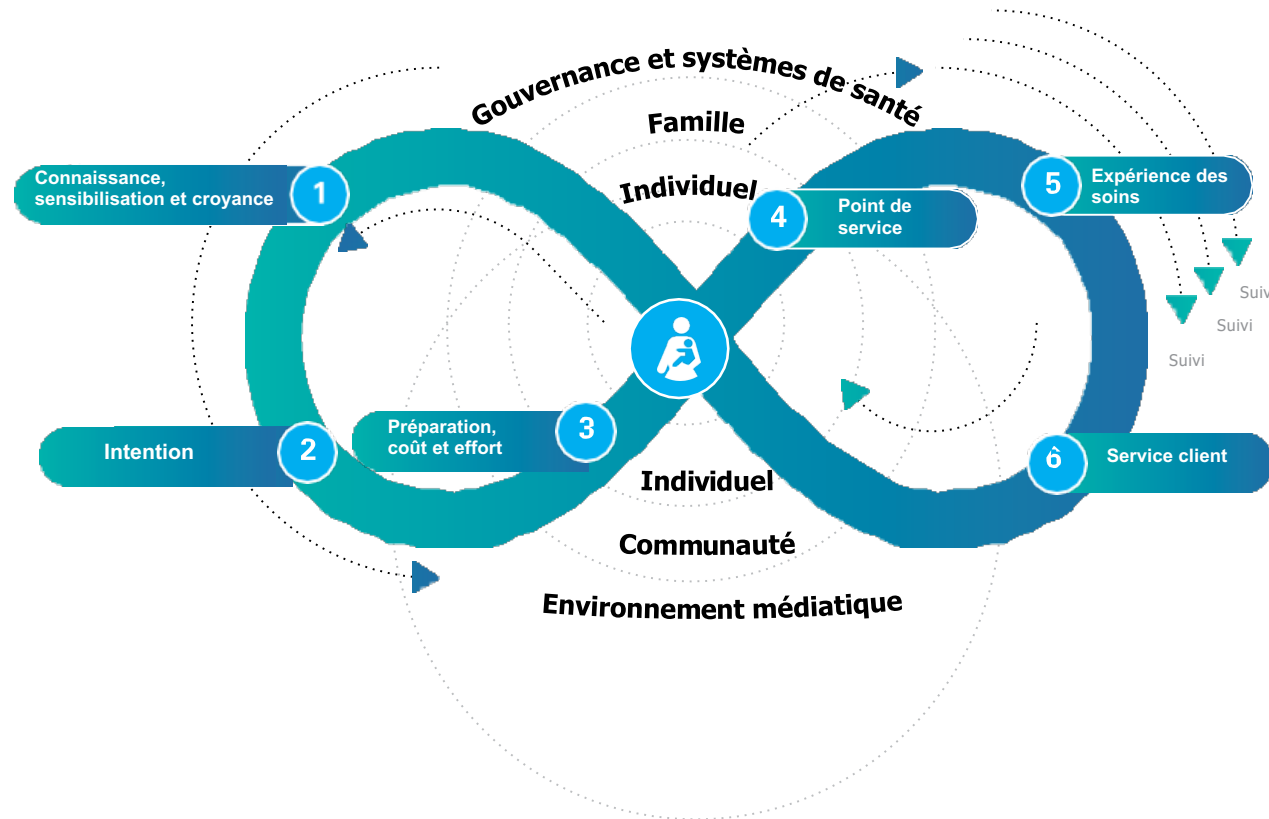 Gouvernance et systèmes de santé
Famille
Individuel
1
Connaissance,
sensibilisation et croyance
4
Point de
service
5
Expérience des
soins
Suiv
Suivi
Suivi
2
Intention
3
Préparation,
coût et effort
6
Service client
Individuel
Communauté
Environnement médiatique